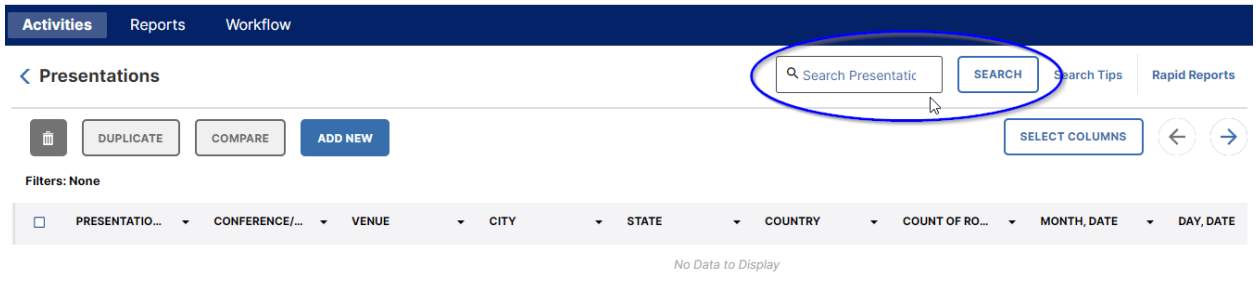 Activities Reports Workflow
Presentations Search Presentatic SEARCH Search Tips Rapid Reports
DUPLICATE COMPARE ADD NEW SELECT COLUMNS
Filters: None
PRESENTATIO... CONFERENCE/... VENUE CITY STATE COUNTRY COUNT OF RO... MONTH, DATE DAY, DATE
No Data to Display